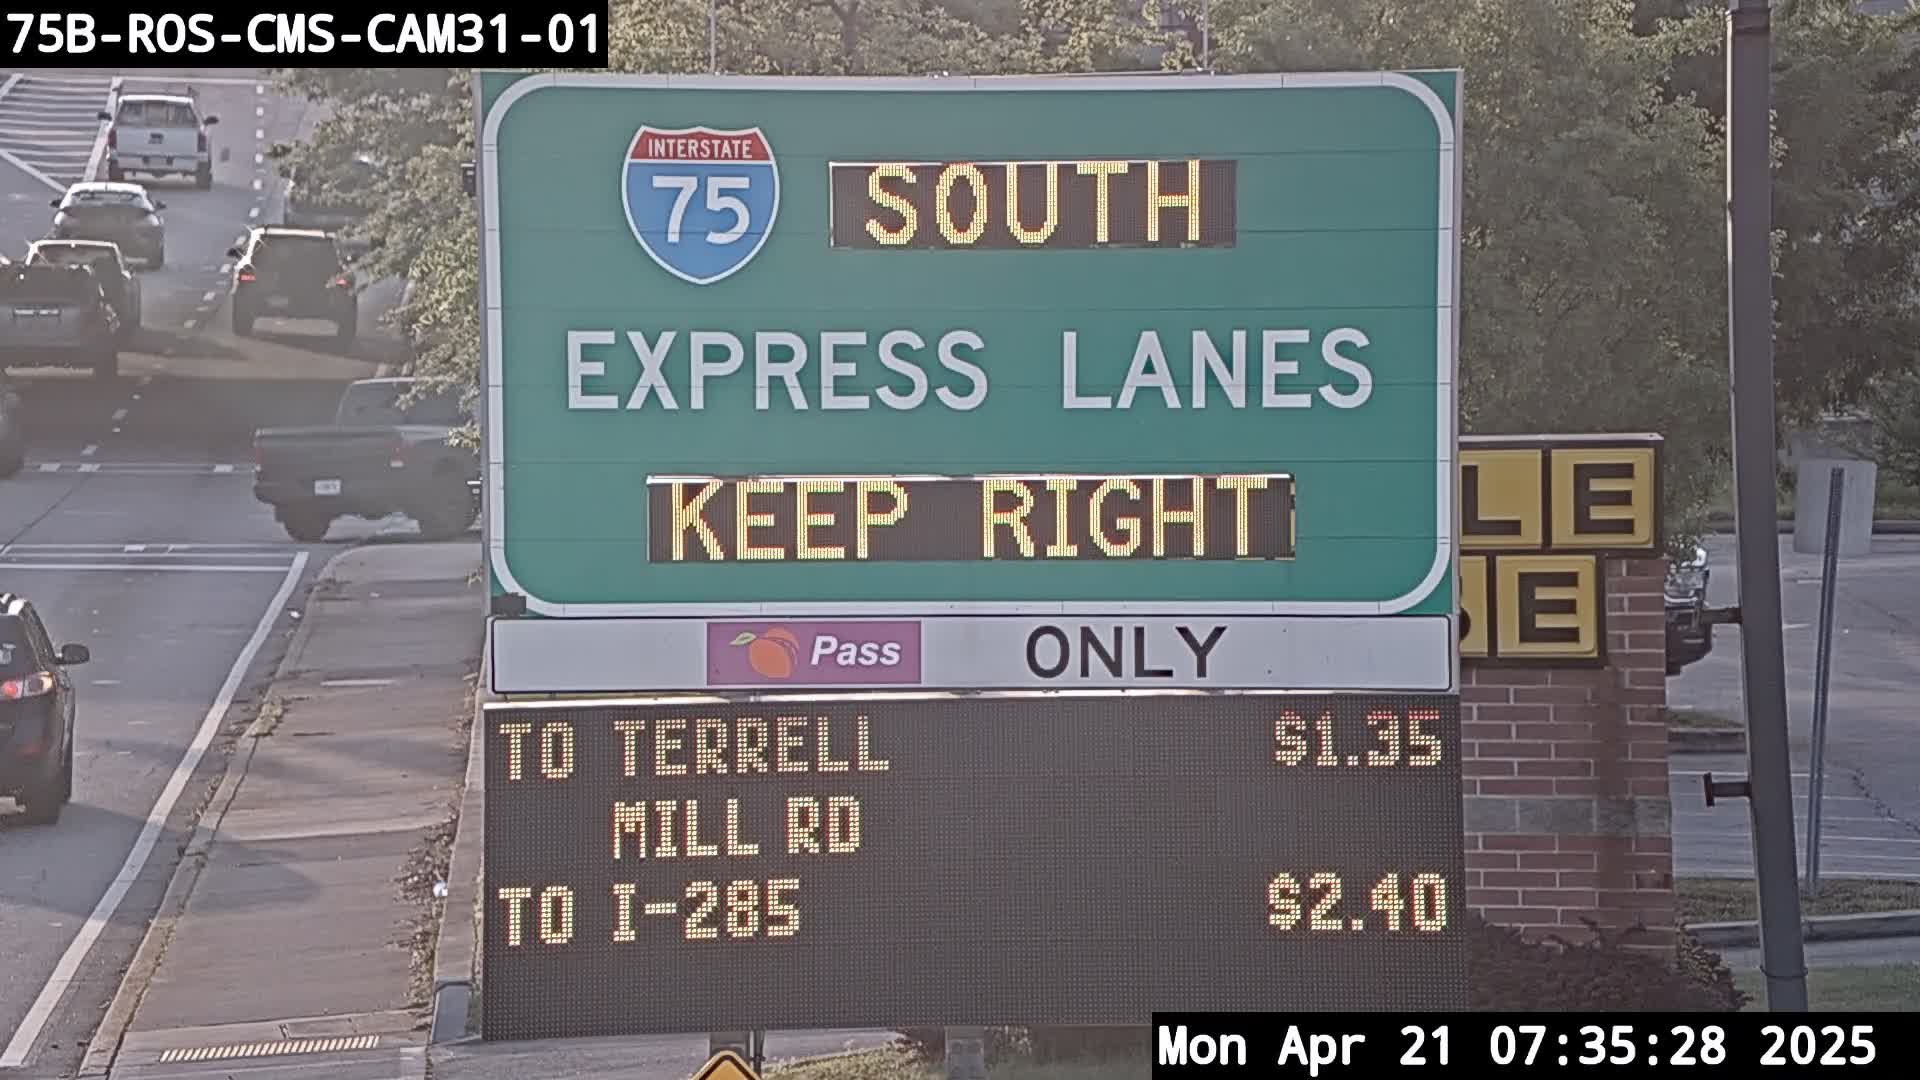 75B-ROS-CMS-CAM31-01
INTERSTATE
75
SOUTH
EXPRESS LANES
KEEP RIGHT
Pass ONLY
TO TERRELL $1.35
MILL RD
TO I-285 $2.40
LE
E
Mon Apr 21 07:35:28 2025